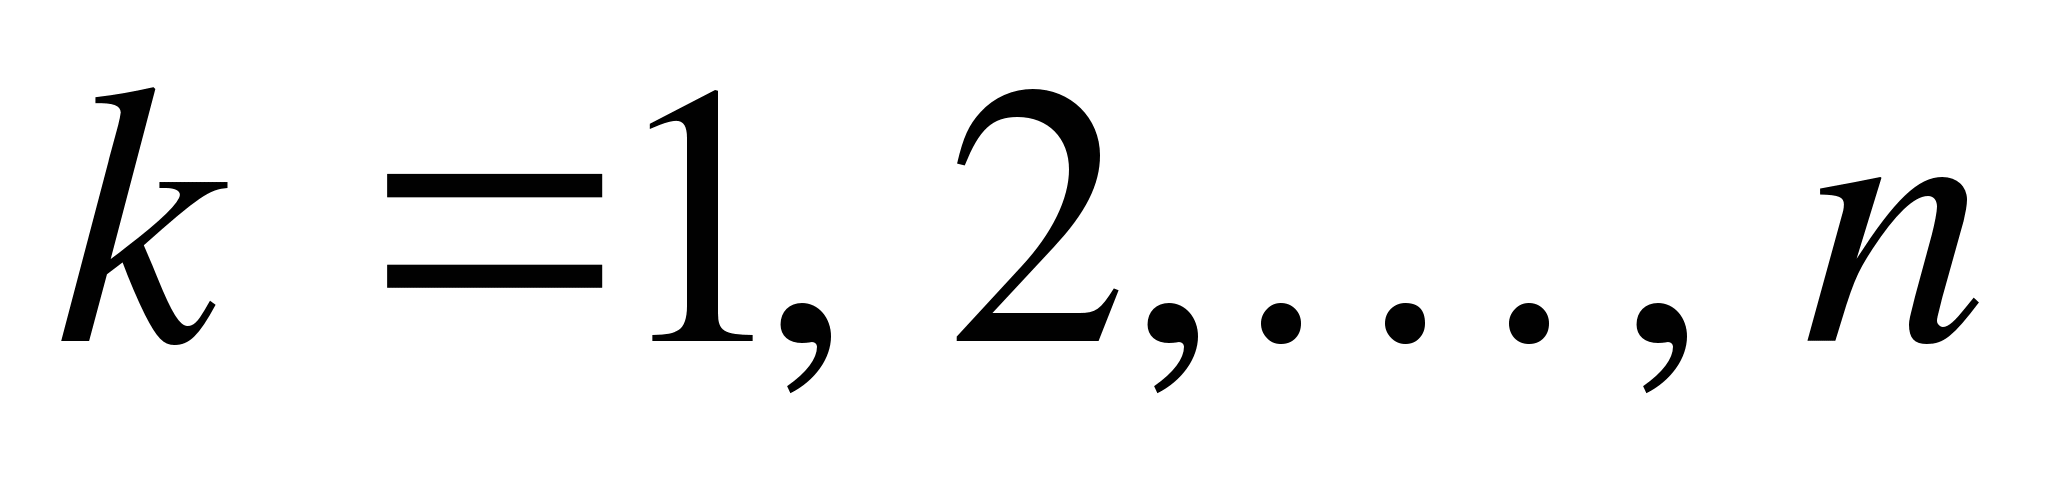 k = 1, 2, . . . , n